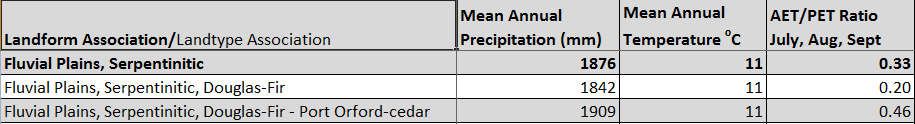 Landform Association/Landtype Association Mean Annual Precipitation (mm) Mean Annual Temperature °C AET/PET Ratio July, Aug, Sept
Fluvial Plains, Serpentinitic 1876 11 0.33
Fluvial Plains, Serpentinitic, Douglas-Fir 1842 11 0.20
Fluvial Plains, Serpentinitic, Douglas-Fir - Port Orford-cedar 1909 11 0.46